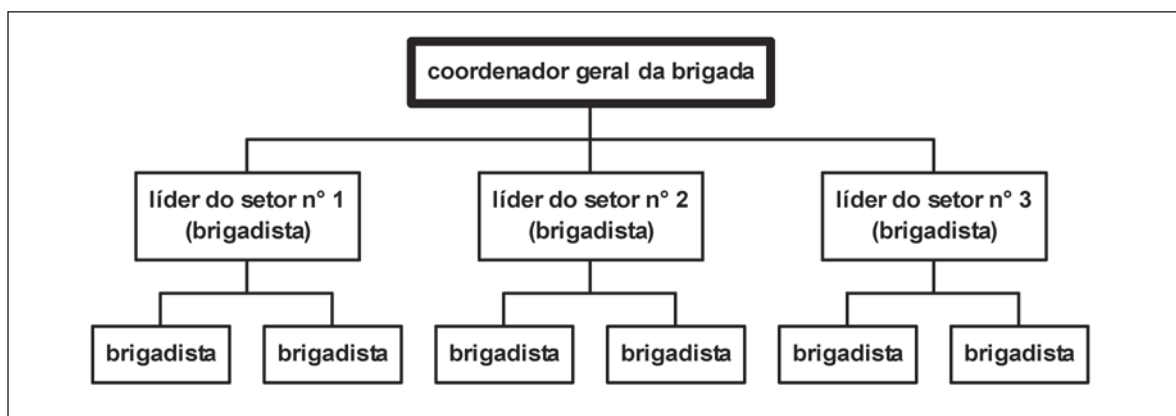 coordenador geral da brigada
líder do setor n° 1
(brigadista)
líder do setor n° 2
(brigadista)
líder do setor n° 3
(brigadista)
brigadista
brigadista
brigadista
brigadista
brigadista
brigadista